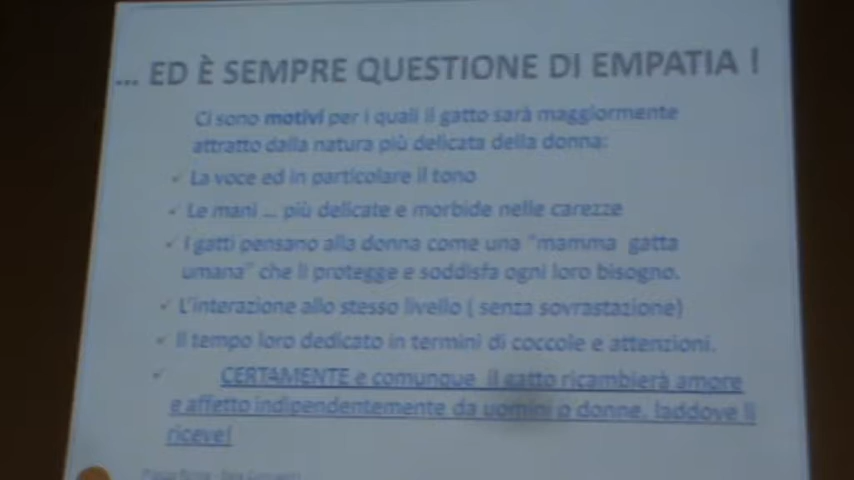 ... ED È SEMPRE QUESTIONE DI EMPATIA !
Ci sono motivi per i quali il gatto sarà maggiormente
attratto dalla natura più delicata della donna:
✓ La voce ed in particolare il tono
✓ Le mani ... più delicate e morbide nelle carezze
✓ I gatti pensano alla donna come una "mamma gatta
umana" che li protegge e soddisfa ogni loro bisogno.
✓ L'interazione allo stesso livello ( senza sovrastazione)
✓ Il tempo loro dedicato in termini di coccole e attenzioni.
✓ CERTAMENTE e comunque il gatto ricambierà amore
e affetto indipendentemente da uomini o donne, laddove li
riceve!